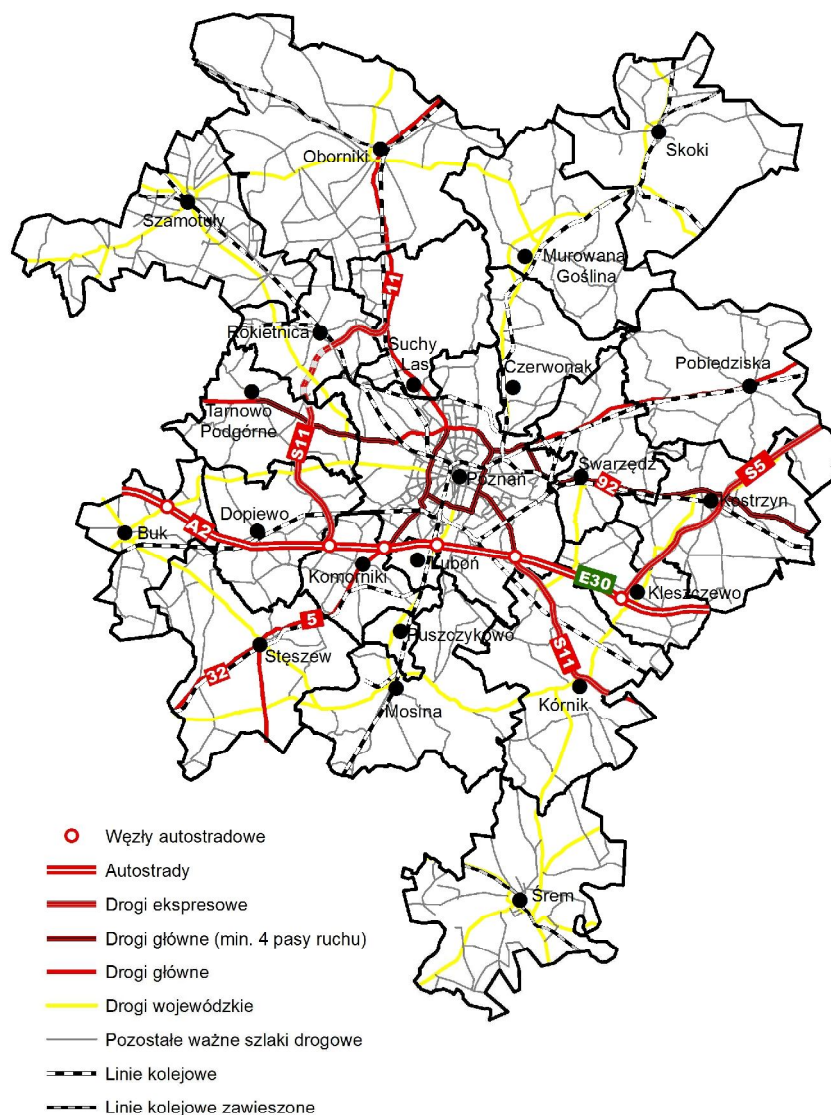 Skoki
Oborniki
Szamotuły
Murowana
Goślina
11
Rokietnica
Suchy
Las
Czerwonak
Pobiedziska
Tarnowo
Podgórne
S11
Swarzędz
S5
Poznań
92
Kostrzyn
Dopiewo
A2
Buk
Komorniki
Luboń
E30
Kleszczewo
5
Puszczykowo
S11
Stęszew
32
Mosina
Kórnik
Węzły autostradowe
Autostrady
Drogi ekspresowe
Śrem
Drogi główne (min. 4 pasy ruchu)
Drogi główne
Drogi wojewódzkie
Pozostałe ważne szlaki drogowe
Linie kolejowe
Linie kolejowe zawieszone